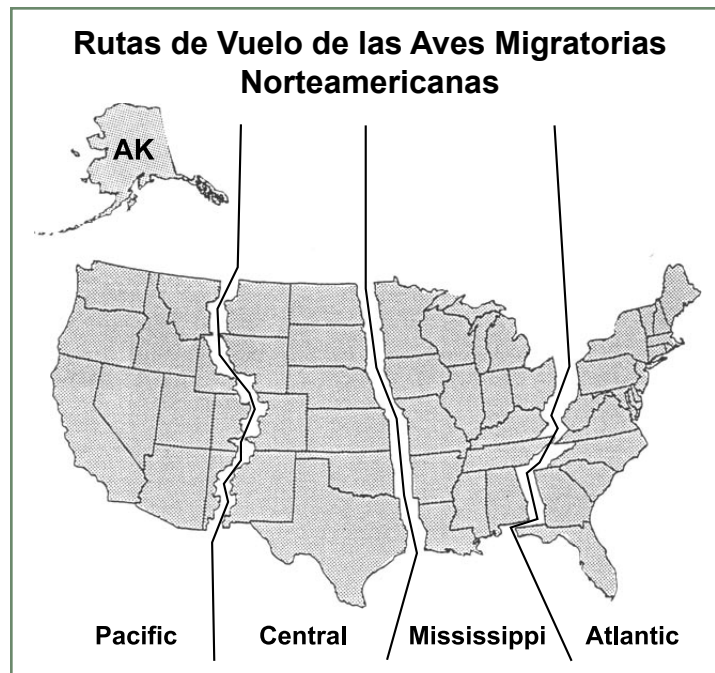 Rutas de Vuelo de las Aves Migratorias
Norteamericanas
AK
Pacific Central Mississippi Atlantic